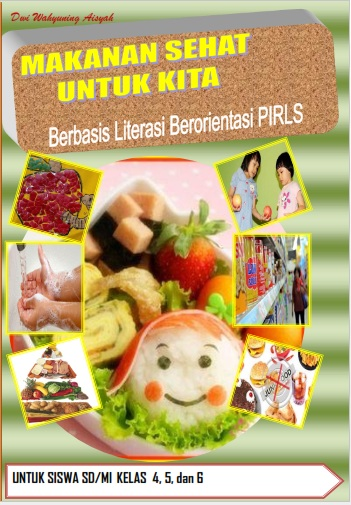 Dwi Wahyuning Aisyah
MAKANAN SEHAT
UNTUK KITA
Berbasis Literasi Berorientasi PIRLS
UNTUK SISWA SD/MI KELAS 4, 5, dan 6